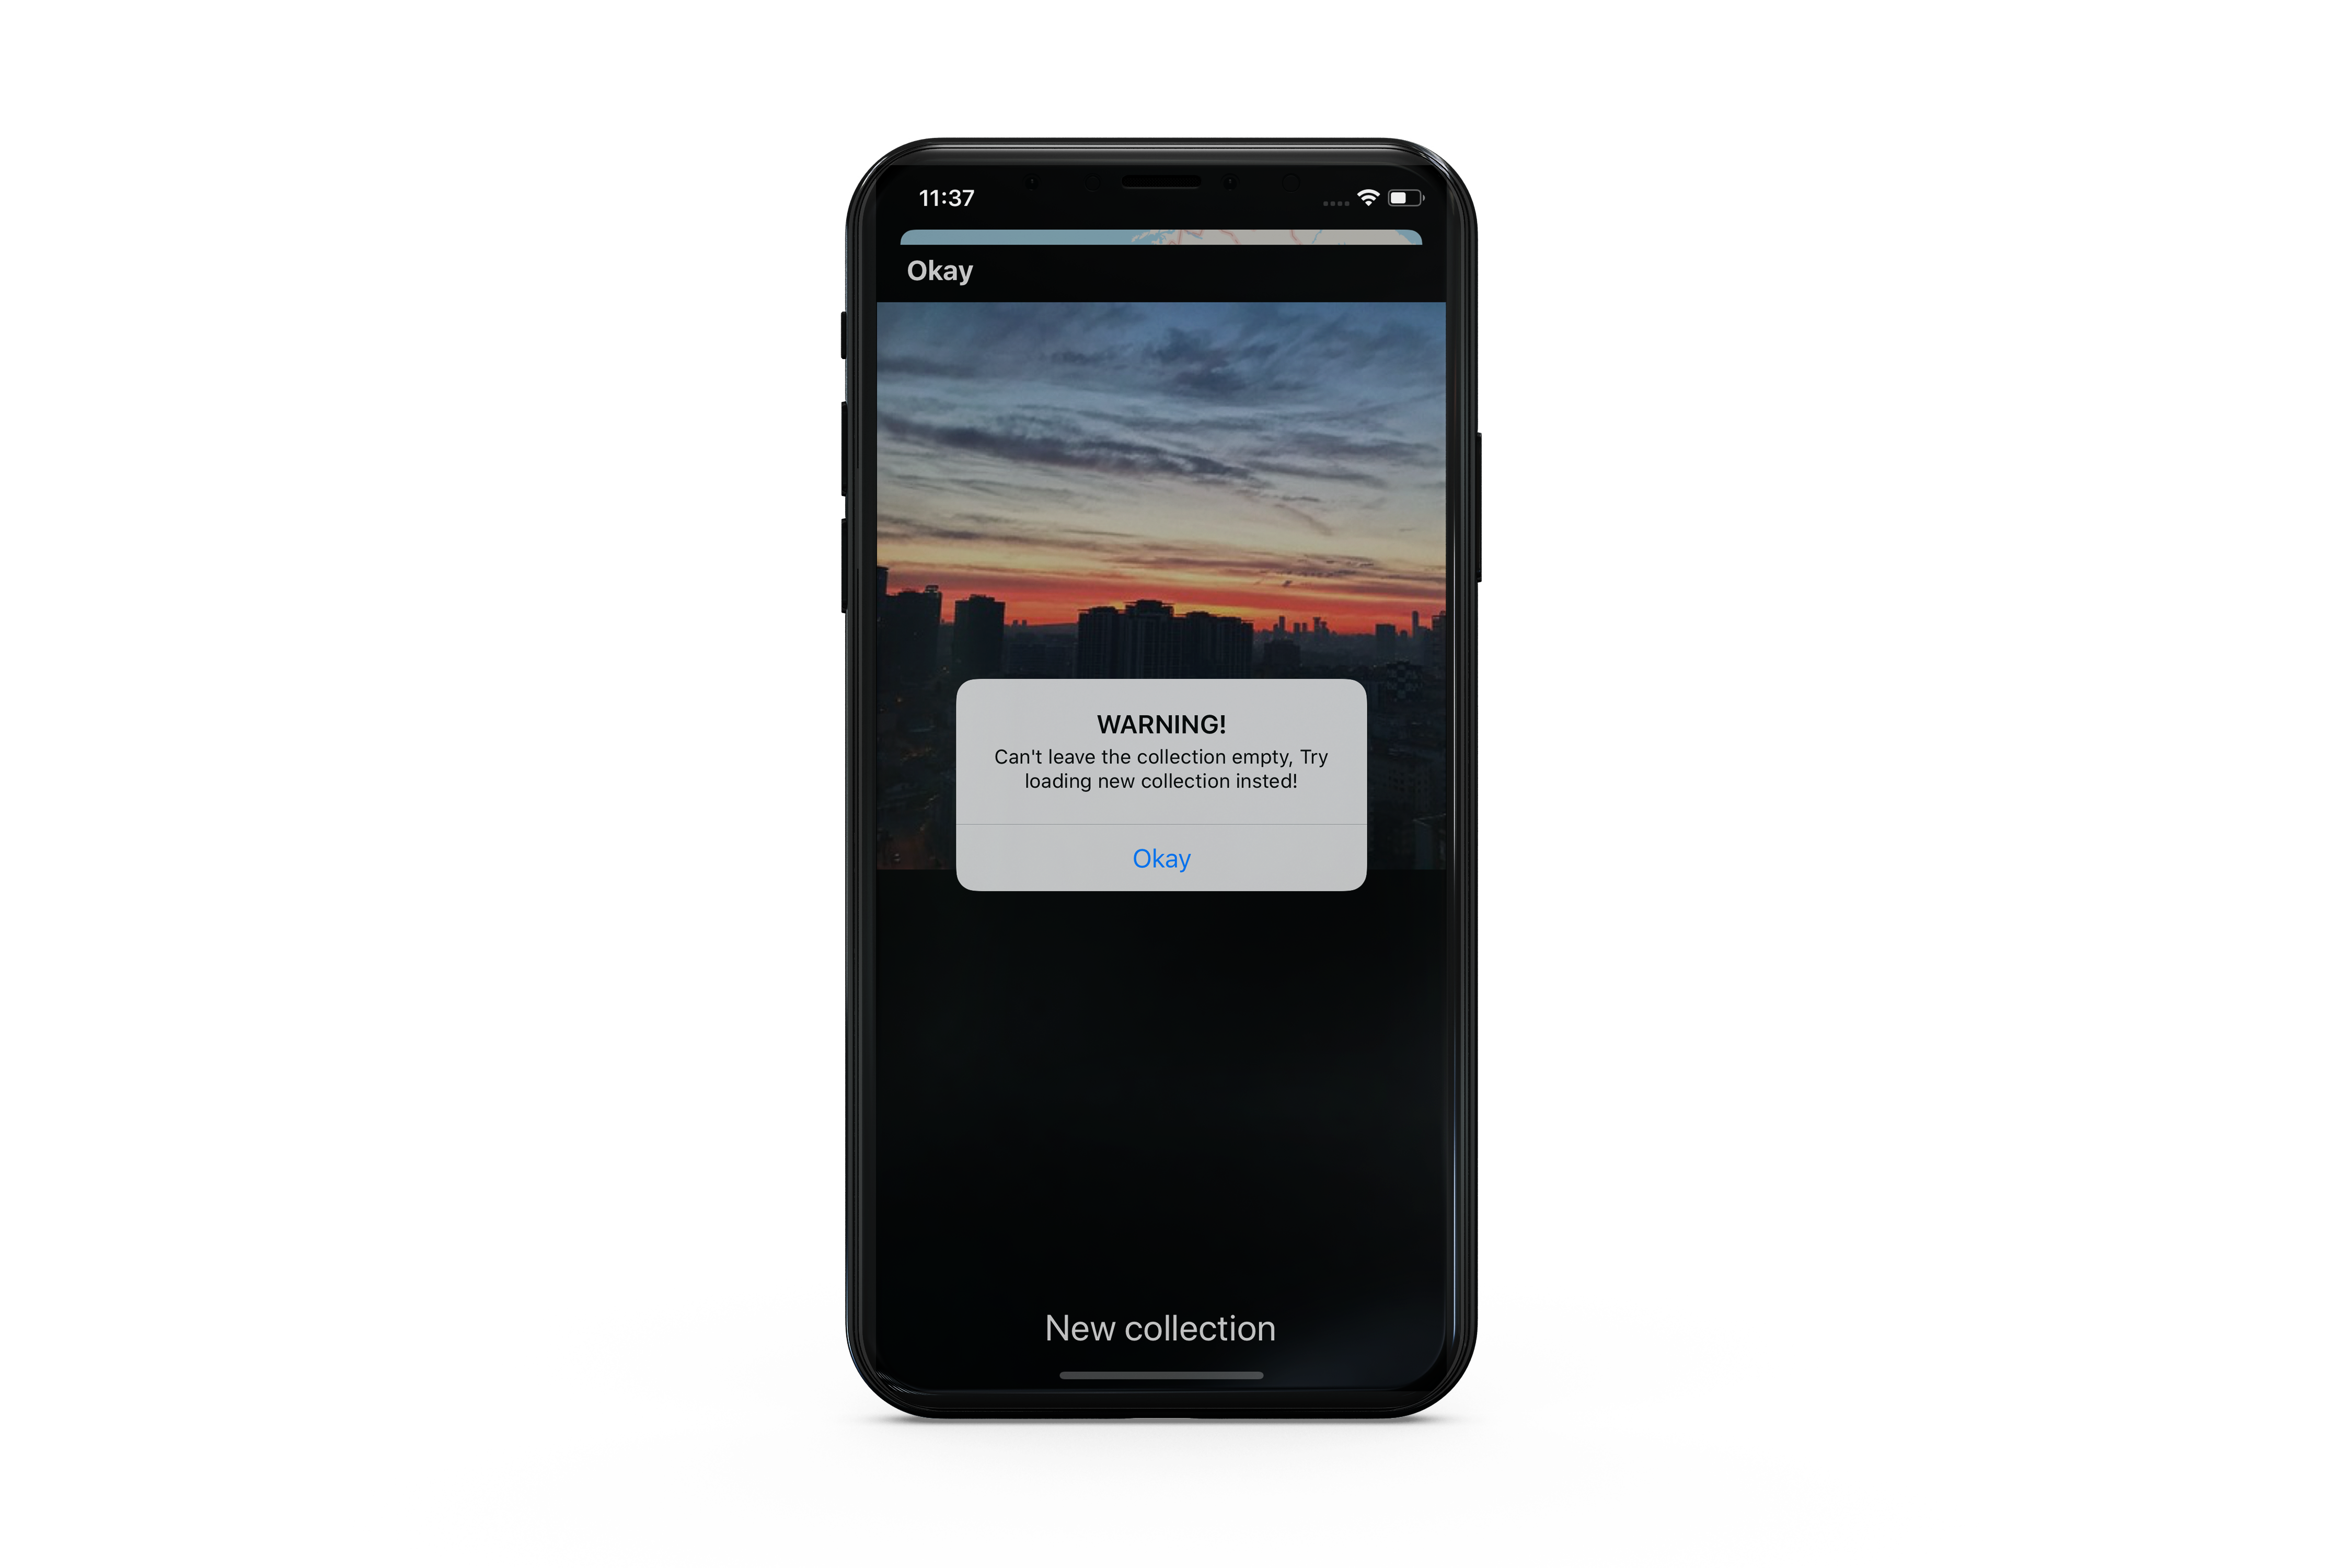 11:37
Okay
WARNING!
Can't leave the collection empty, Try
loading new collection insted!
Okay
New collection